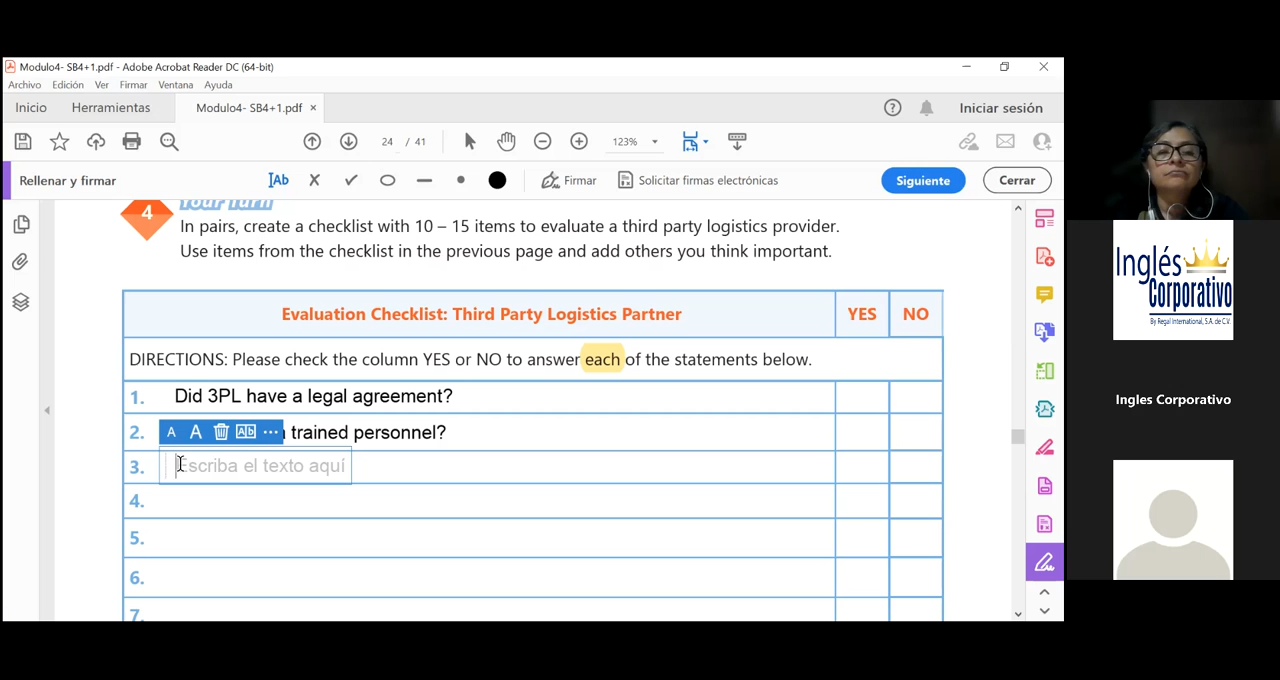 Modulo4- SB4+1.pdf - Adobe Acrobat Reader DC (64-bit)
Archivo Edición Ver Firmar Ventana Ayuda
Inicio Herramientas Modulo4- SB4+1.pdf × Iniciar sesión
24 / 41 123%
Rellenar y firmar Ab Firmar Solicitar firmas electrónicas Siguiente Cerrar
4 Your Turn
In pairs, create a checklist with 10 – 15 items to evaluate a third party logistics provider.
Use items from the checklist in the previous page and add others you think important.
Evaluation Checklist: Third Party Logistics Partner YES NO
DIRECTIONS: Please check the column YES or NO to answer each of the statements below.
1. Did 3PL have a legal agreement?
2. A A Ab ... trained personnel?
3. Escriba el texto aquí
4.
5.
6.
7.
Inglés
Corporativo
By Regal International, S.A. de C.V.
Ingles Corporativo